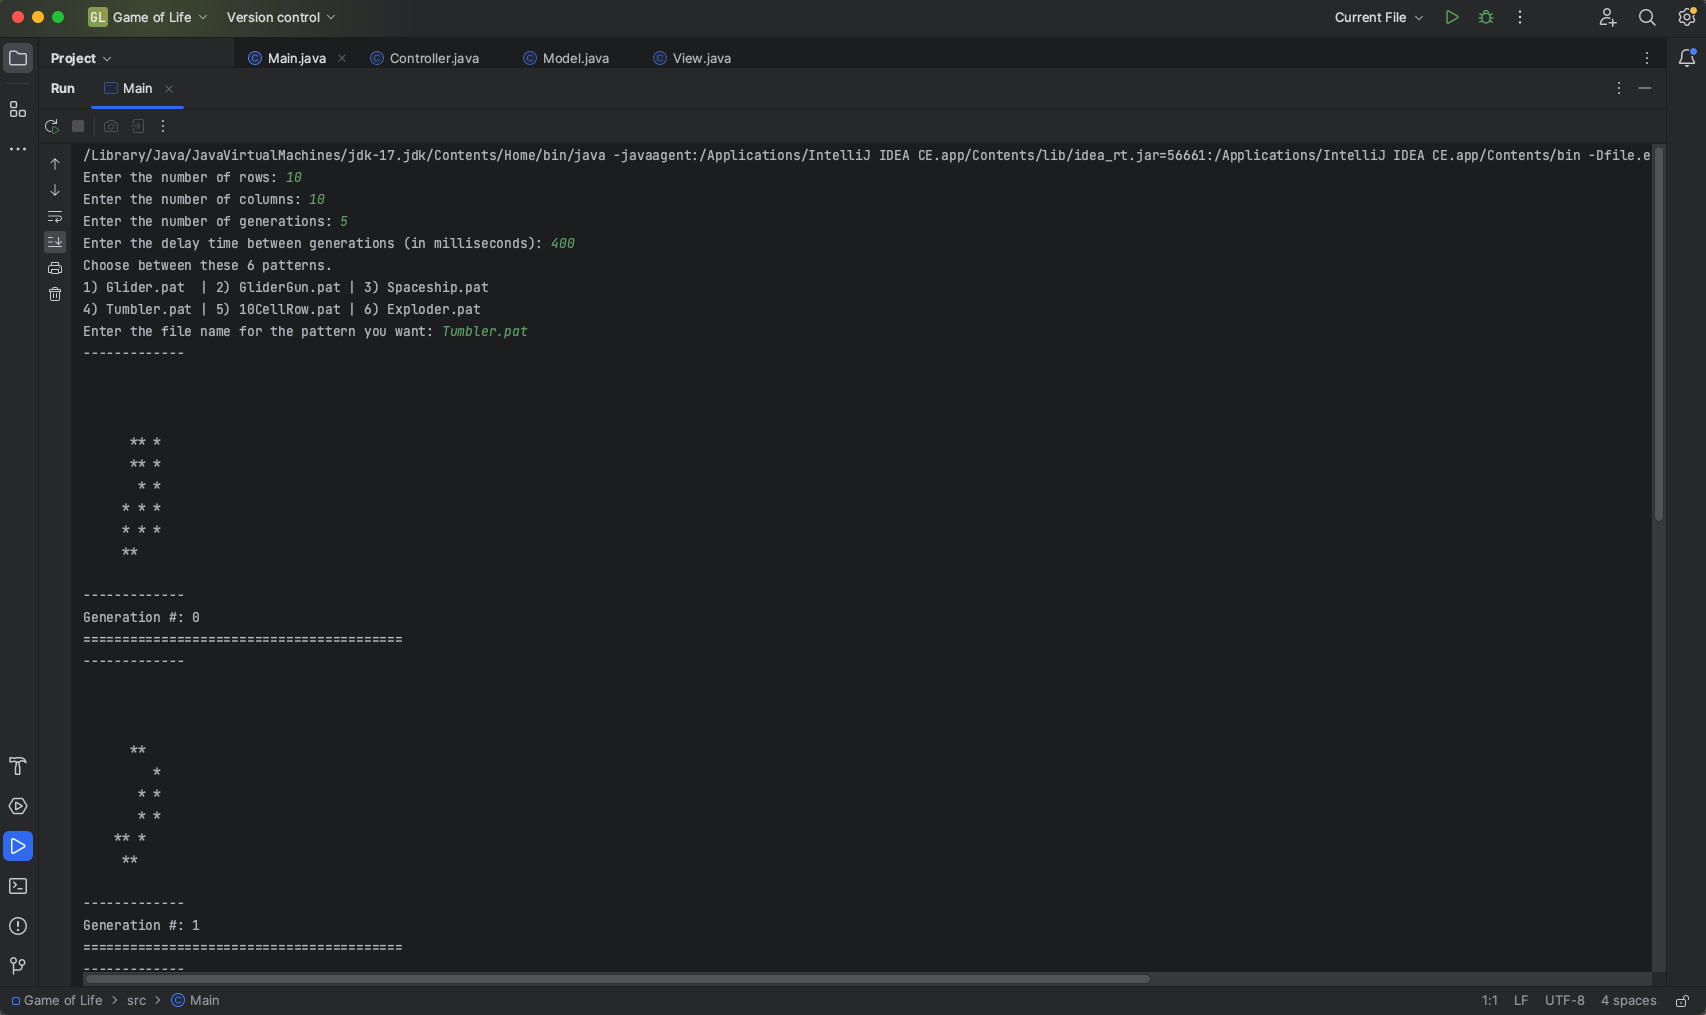 GL Game of Life Version control Current File
Project Main.java Controller.java Model.java View.java
Run Main
/Library/Java/JavaVirtualMachines/jdk-17.jdk/Contents/Home/bin/java -javaagent:/Applications/IntelliJ IDEA CE.app/Contents/lib/idea_rt.jar=56661:/Applications/IntelliJ IDEA CE.app/Contents/bin -Dfile.e
Enter the number of rows: 10
Enter the number of columns: 10
Enter the number of generations: 5
Enter the delay time between generations (in milliseconds): 400
Choose between these 6 patterns.
1) Glider.pat  | 2) GliderGun.pat | 3) Spaceship.pat
4) Tumbler.pat | 5) 10CellRow.pat | 6) Exploder.pat
Enter the file name for the pattern you want: Tumbler.pat
-------------
      ** *
      ** *
       * *
     * * *
     * * *
     **
-------------
Generation #: 0
=========================================
-------------
      **
         *
       * *
       * *
    ** *
     **
-------------
Generation #: 1
=========================================
-------------
Game of Life > src > Main 1:1 LF UTF-8 4 spaces